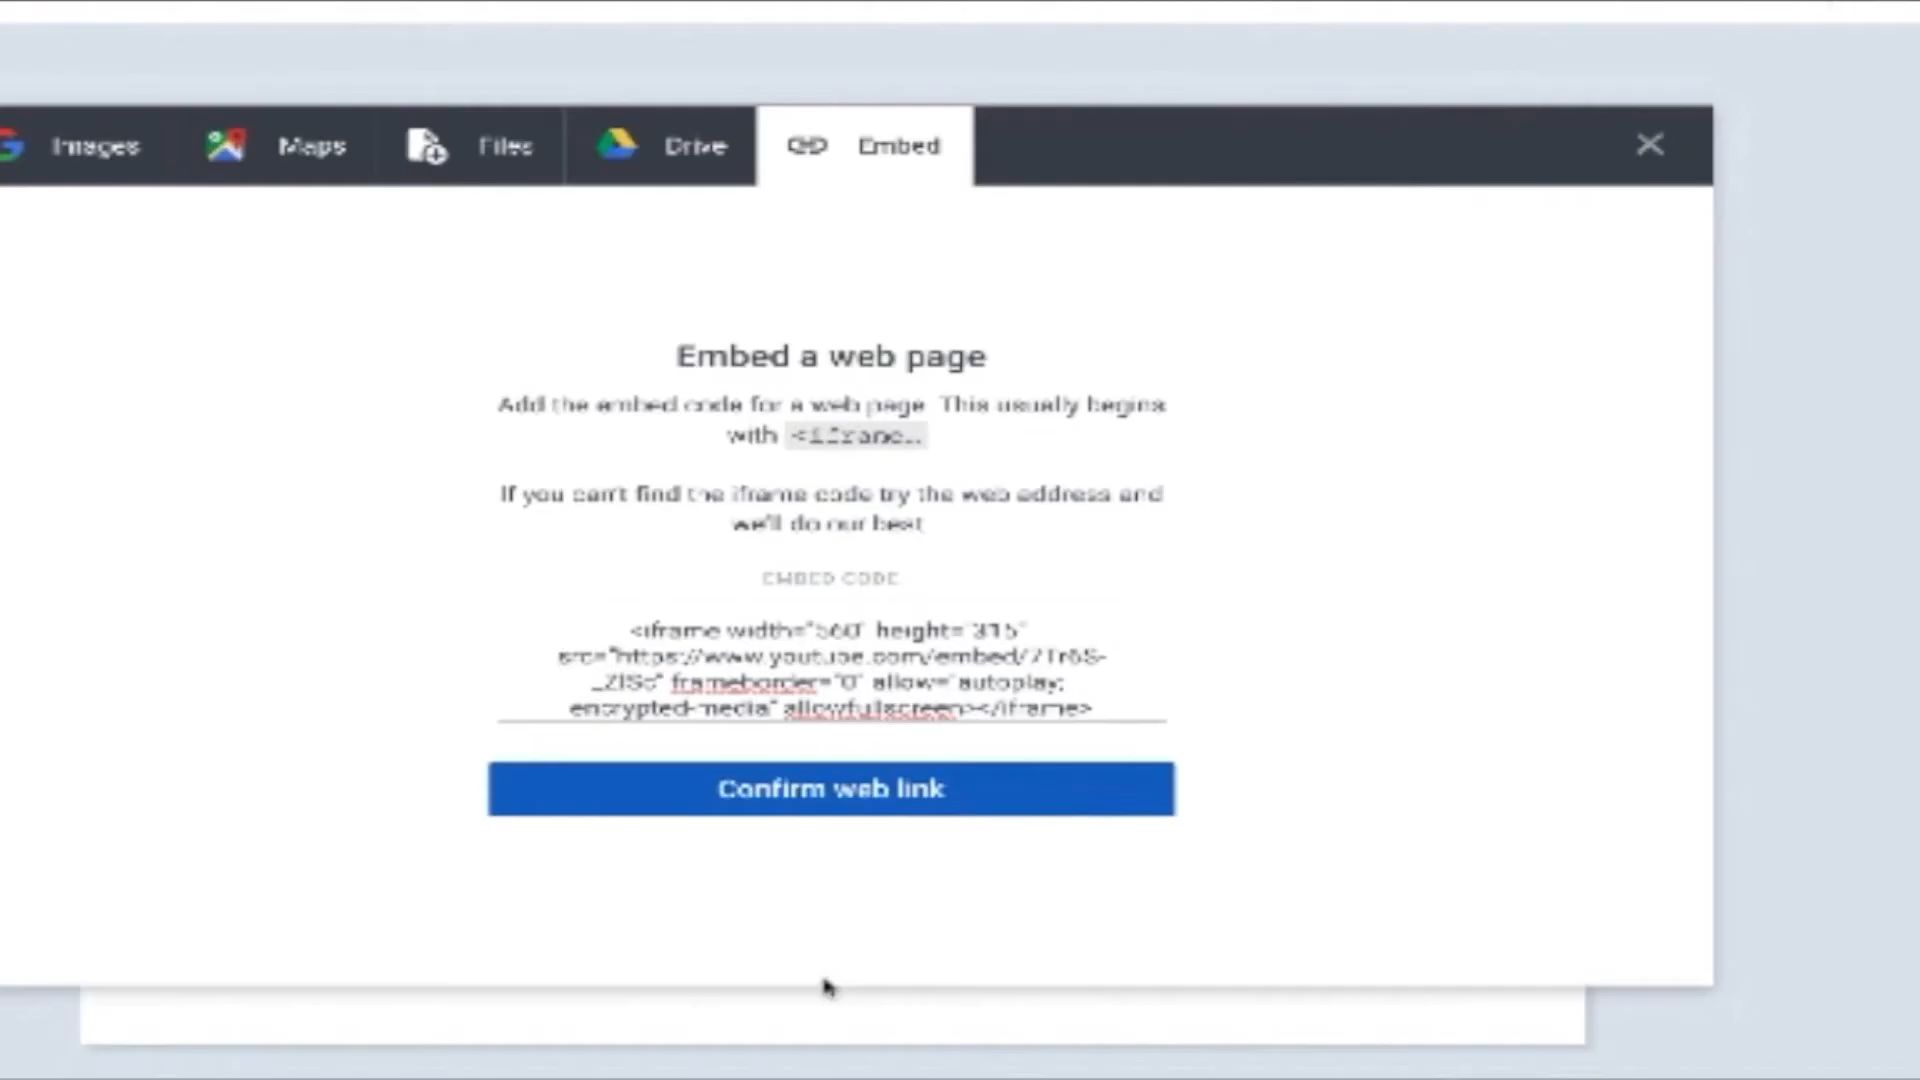 Images Maps Files Drive Embed
Embed a web page
Add the embed code for a web page. This usually begins
with <iframe...
If you can't find the iframe code try the web address and
we'll do our best
EMBED CODE
<iframe width="560" height="315"
src="https://www.youtube.com/embed/
frameborder="0" allow="autoplay;
encrypted-media" allowfullscreen></iframe>
Confirm web link